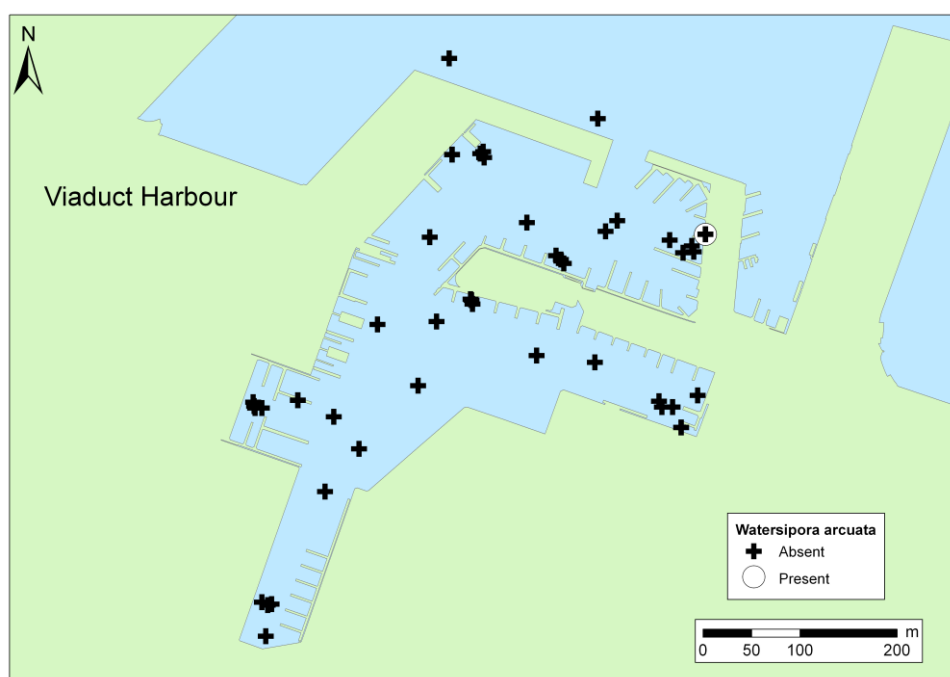 N
Viaduct Harbour
Watersipora arcuata
Absent
Present
m
0 50 100 200